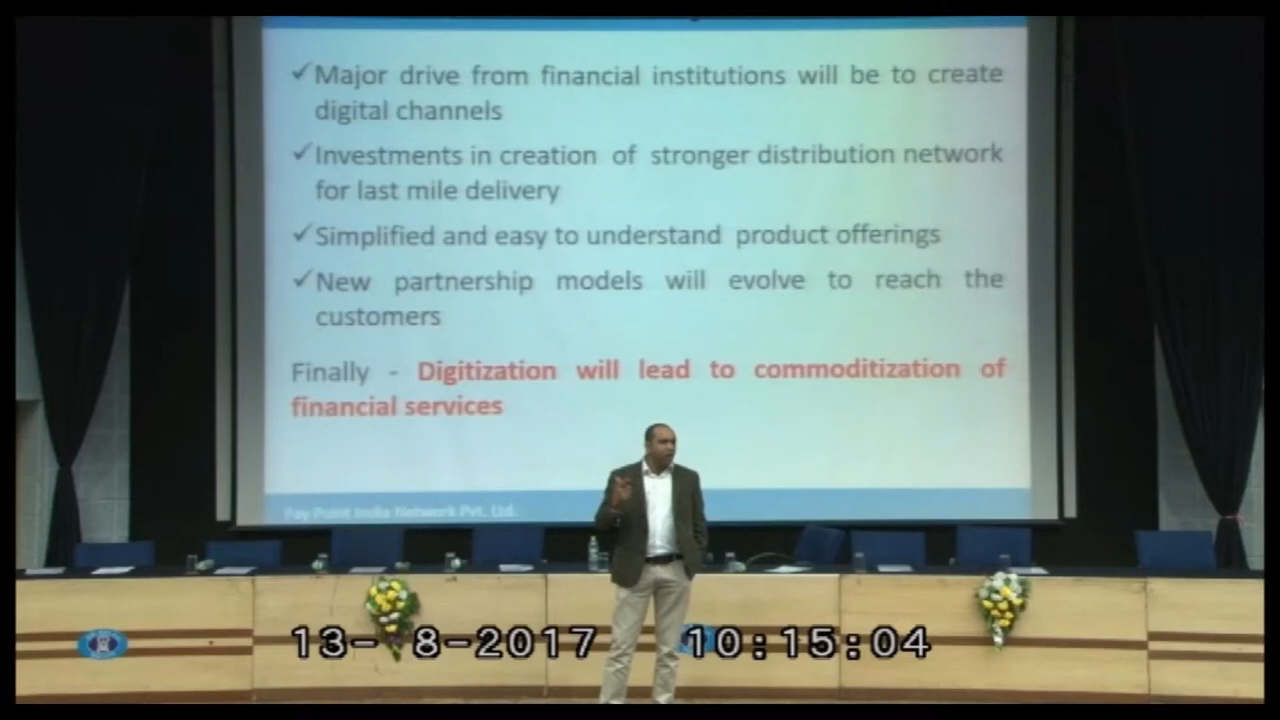 ✓Major drive from financial institutions will be to create
digital channels
✓Investments in creation of stronger distribution network
for last mile delivery
✓Simplified and easy to understand product offerings
✓New partnership models will evolve to reach the
customers
Finally - Digitization will lead to commoditization of
financial services
Pay Point India Network Pvt. Ltd.
13- 8-2017 10:15:04